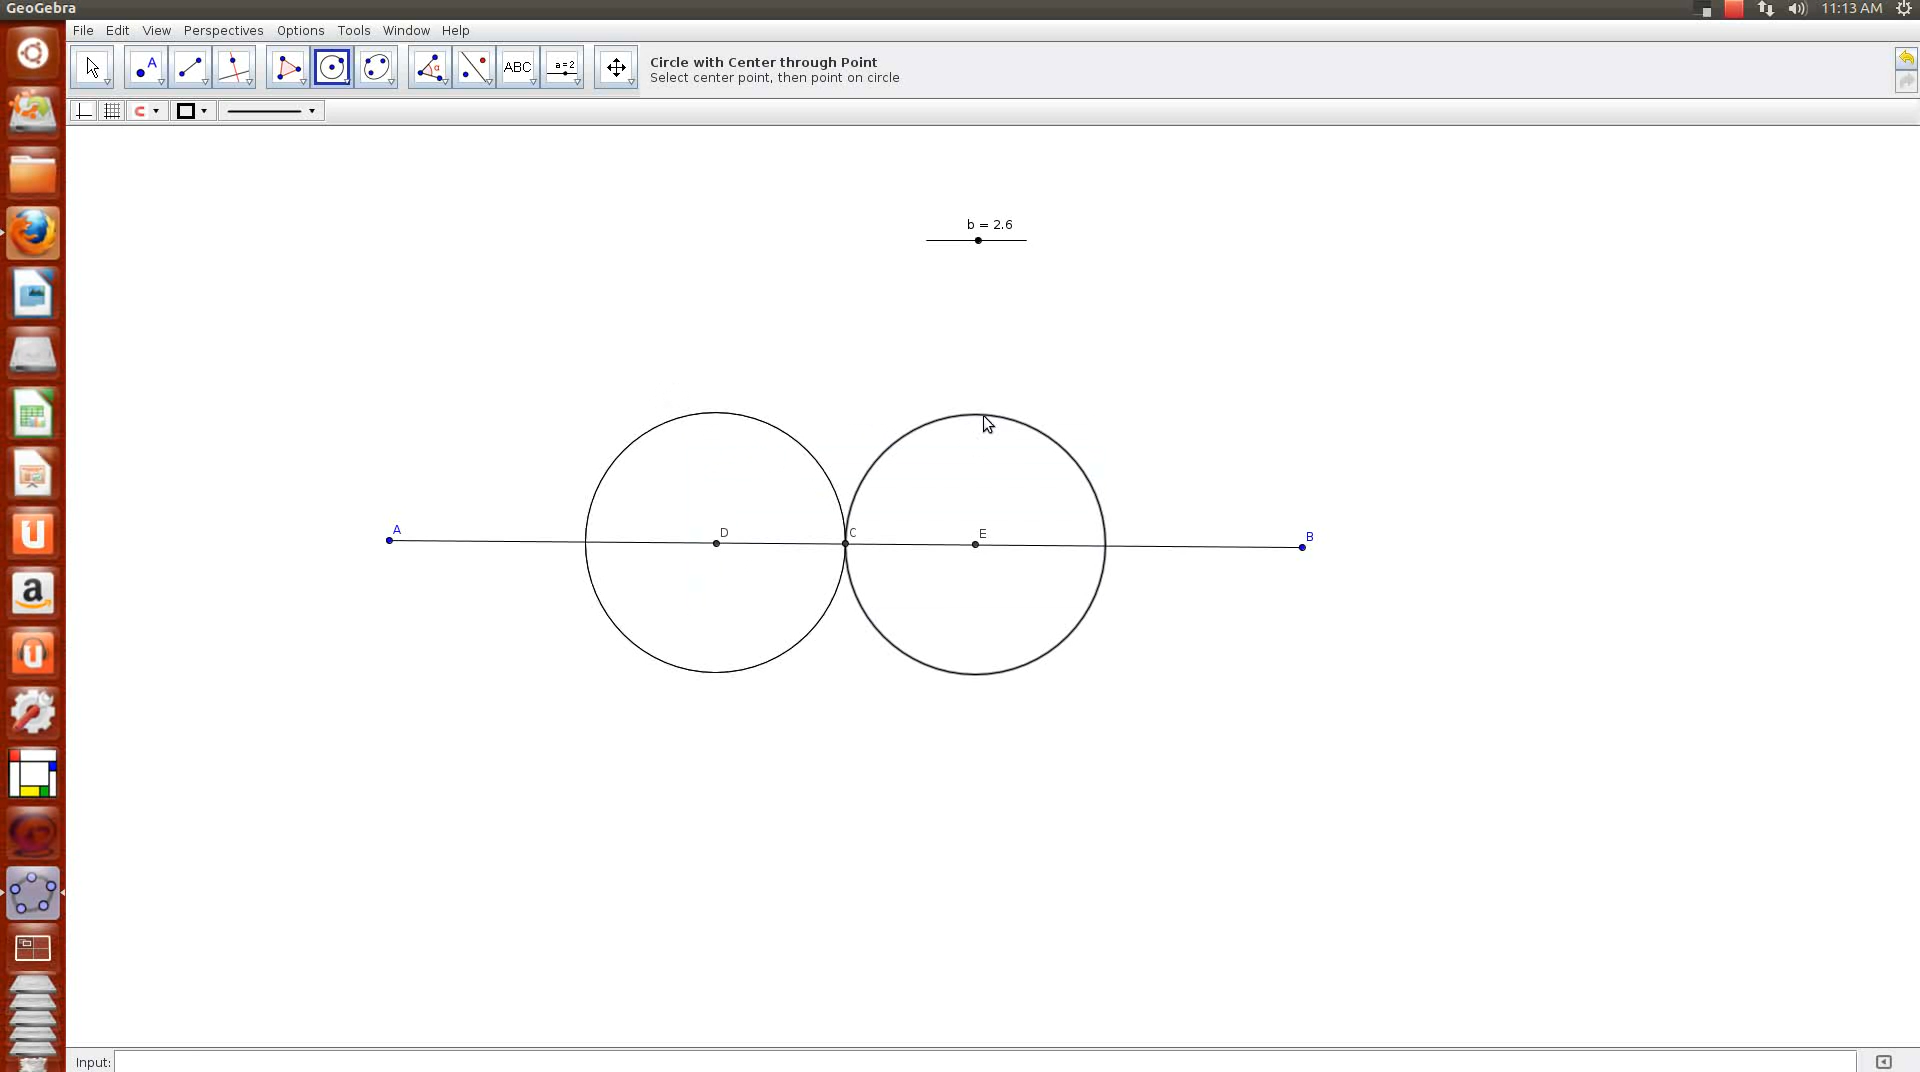 GeoGebra
11:13 AM
File Edit View Perspectives Options Tools Window Help
A
α
ABC
a=2
Circle with Center through Point
Select center point, then point on circle
b = 2.6
A
D
C
E
B
Input: